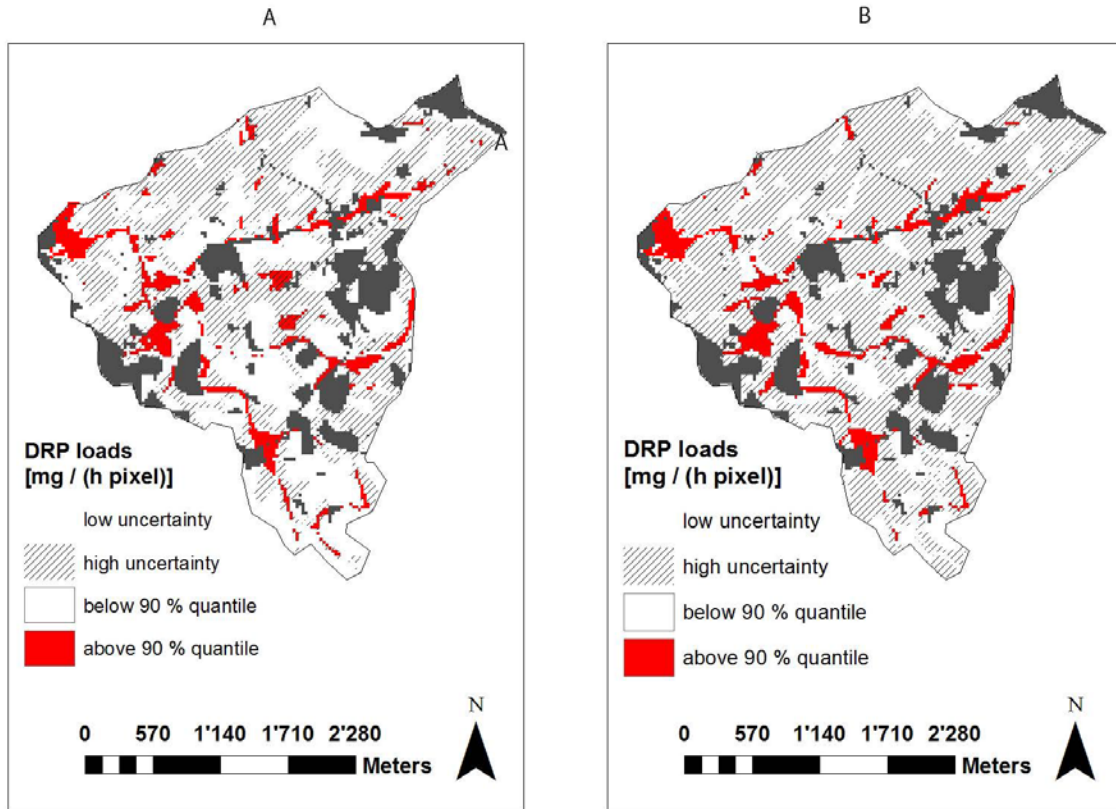 A
B
A
DRP loads
[mg / (h pixel)]
low uncertainty
high uncertainty
below 90 % quantile
above 90 % quantile
N
0 570 1'140 1'710 2'280
Meters
DRP loads
[mg / (h pixel)]
low uncertainty
high uncertainty
below 90 % quantile
above 90 % quantile
N
0 570 1'140 1'710 2'280
Meters